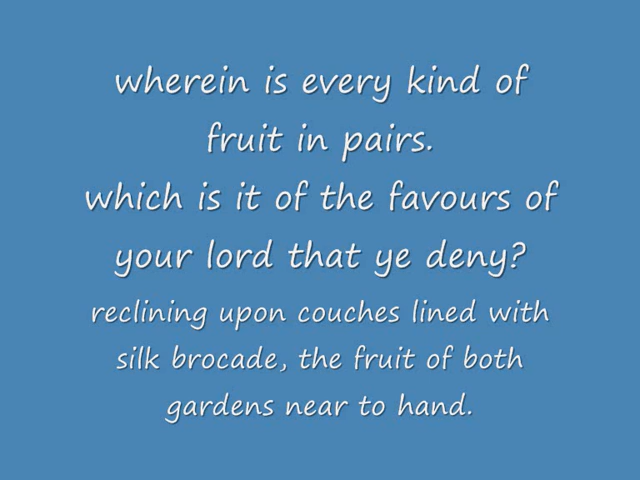 wherein is every kind of
fruit in pairs.
which is it of the favours of
your lord that ye deny?
reclining upon couches lined with
silk brocade, the fruit of both
gardens near to hand.